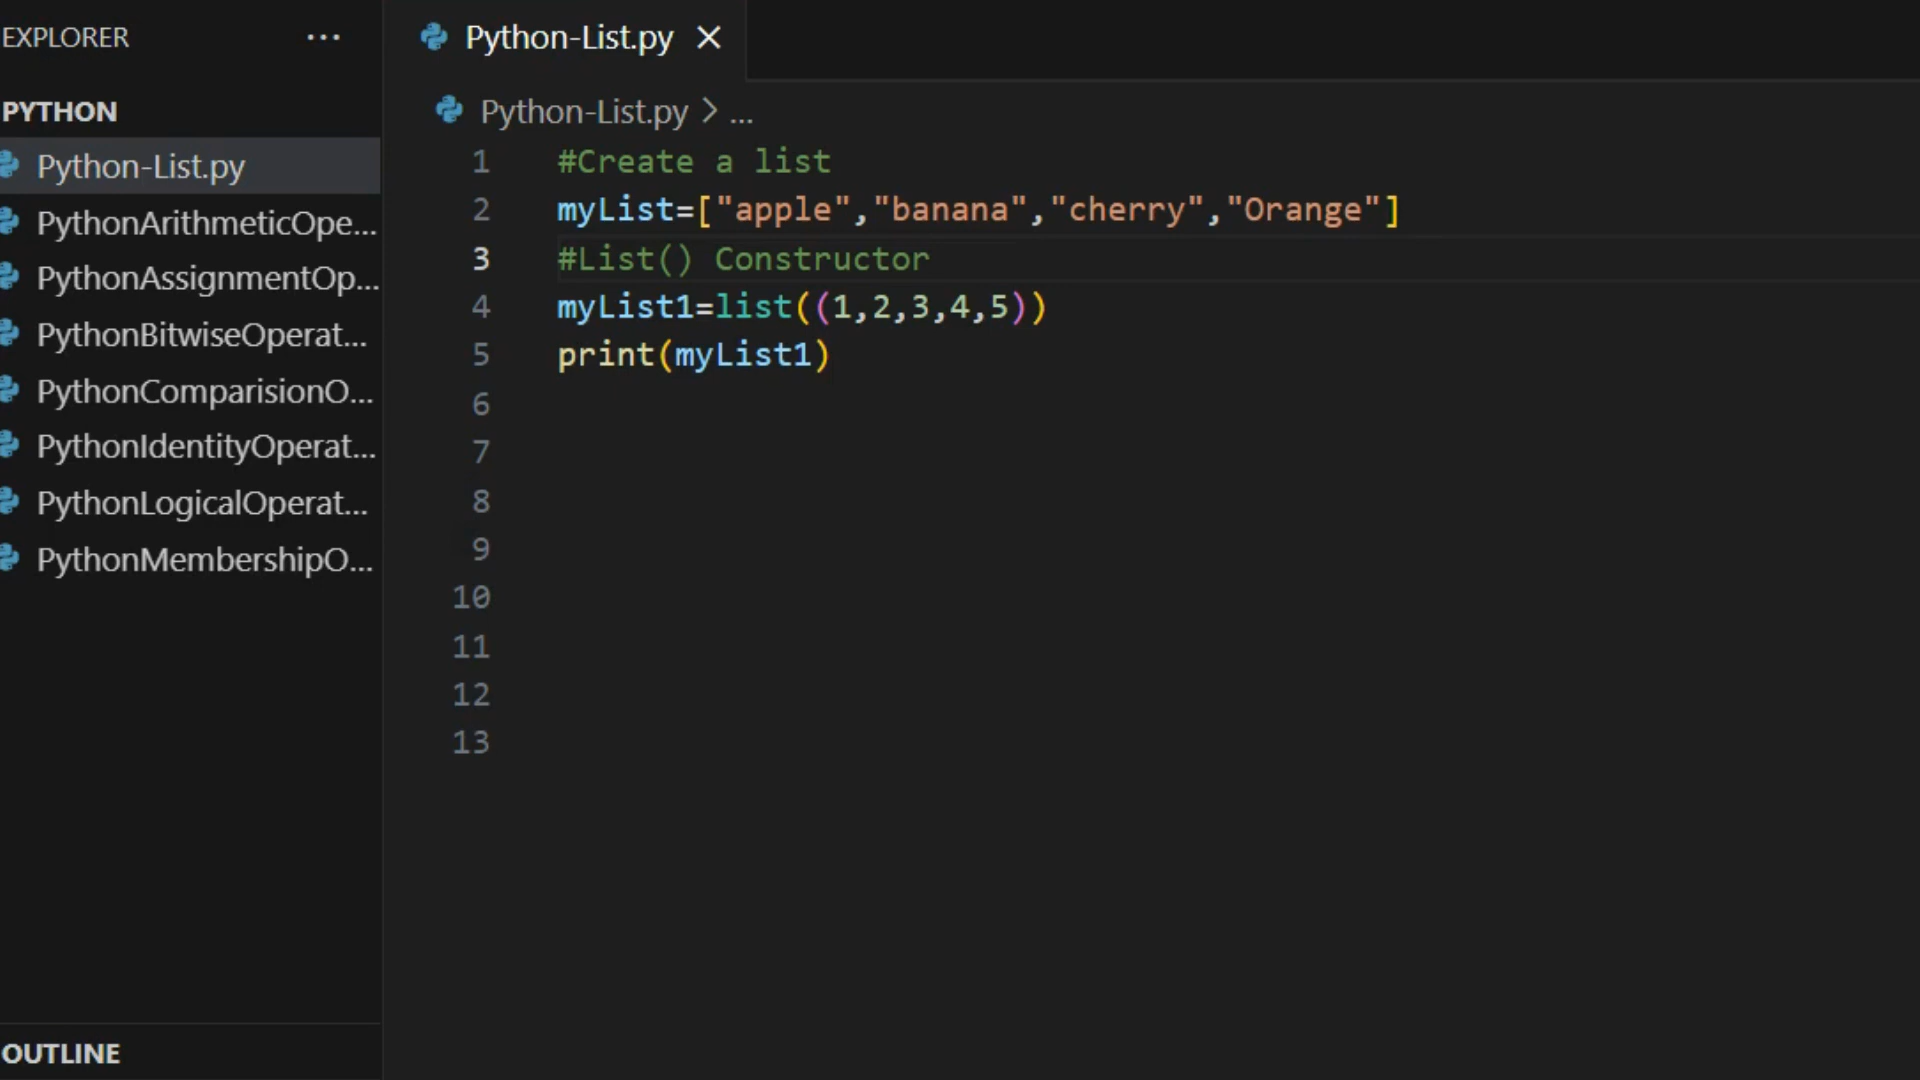 EXPLORER ...
PYTHON
Python-List.py
PythonArithmeticOpe...
PythonAssignmentOp...
PythonBitwiseOperat...
PythonComparisionO...
PythonIdentityOperat...
PythonLogicalOperat...
PythonMembershipO...
OUTLINE
Python-List.py
Python-List.py > ...
1 #Create a list
2 myList=["apple","banana","cherry","Orange"]
3 #List() Constructor
4 myList1=list((1,2,3,4,5))
5 print(myList1)
6
7
8
9
10
11
12
13